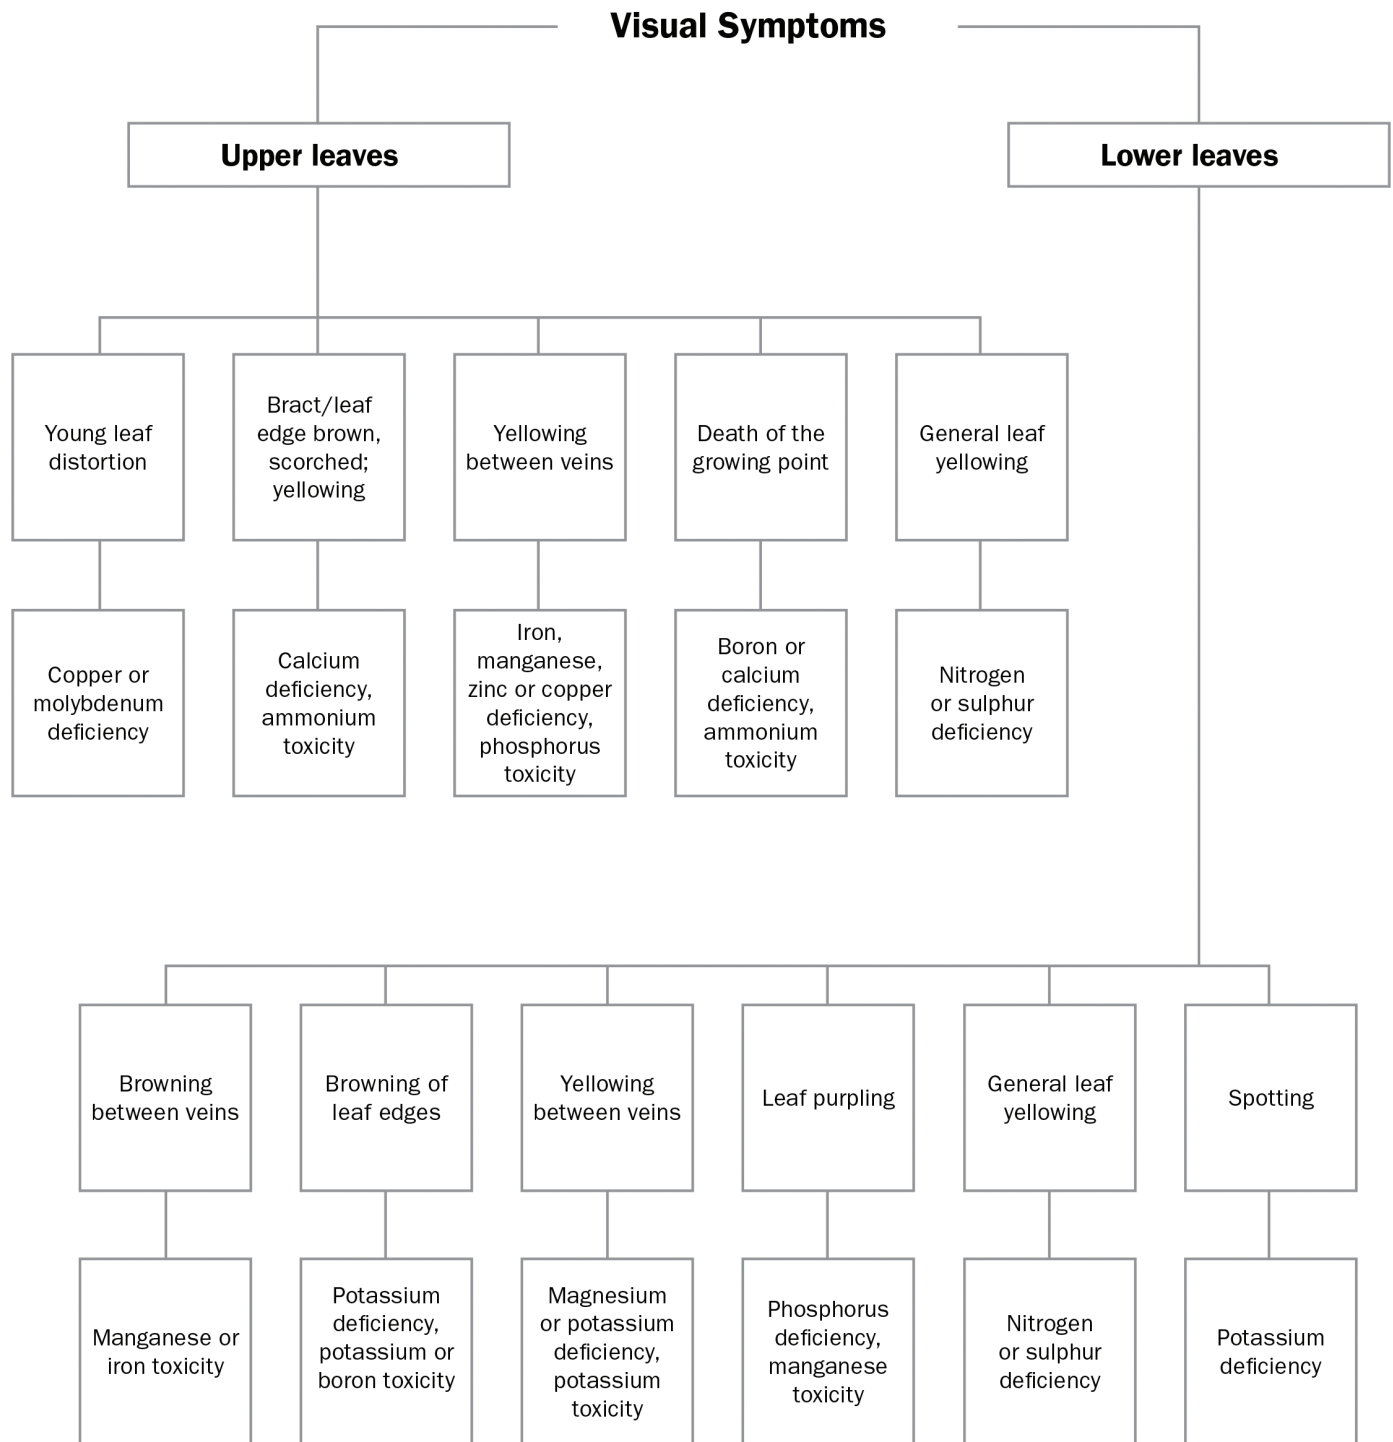 Visual Symptoms
Upper leaves
Lower leaves
Young leaf
distortion
Bract/leaf
edge brown,
scorched;
yellowing
Yellowing
between veins
Death of the
growing point
General leaf
yellowing
Copper or
molybdenum
deficiency
Calcium
deficiency,
ammonium
toxicity
Iron,
manganese,
zinc or copper
deficiency,
phosphorus
toxicity
Boron or
calcium
deficiency,
ammonium
toxicity
Nitrogen
or sulphur
deficiency
Browning
between veins
Browning of
leaf edges
Yellowing
between veins
Leaf purpling
General leaf
yellowing
Spotting
Manganese or
iron toxicity
Potassium
deficiency,
potassium or
boron toxicity
Magnesium
or potassium
deficiency,
potassium
toxicity
Phosphorus
deficiency,
manganese
toxicity
Nitrogen
or sulphur
deficiency
Potassium
deficiency